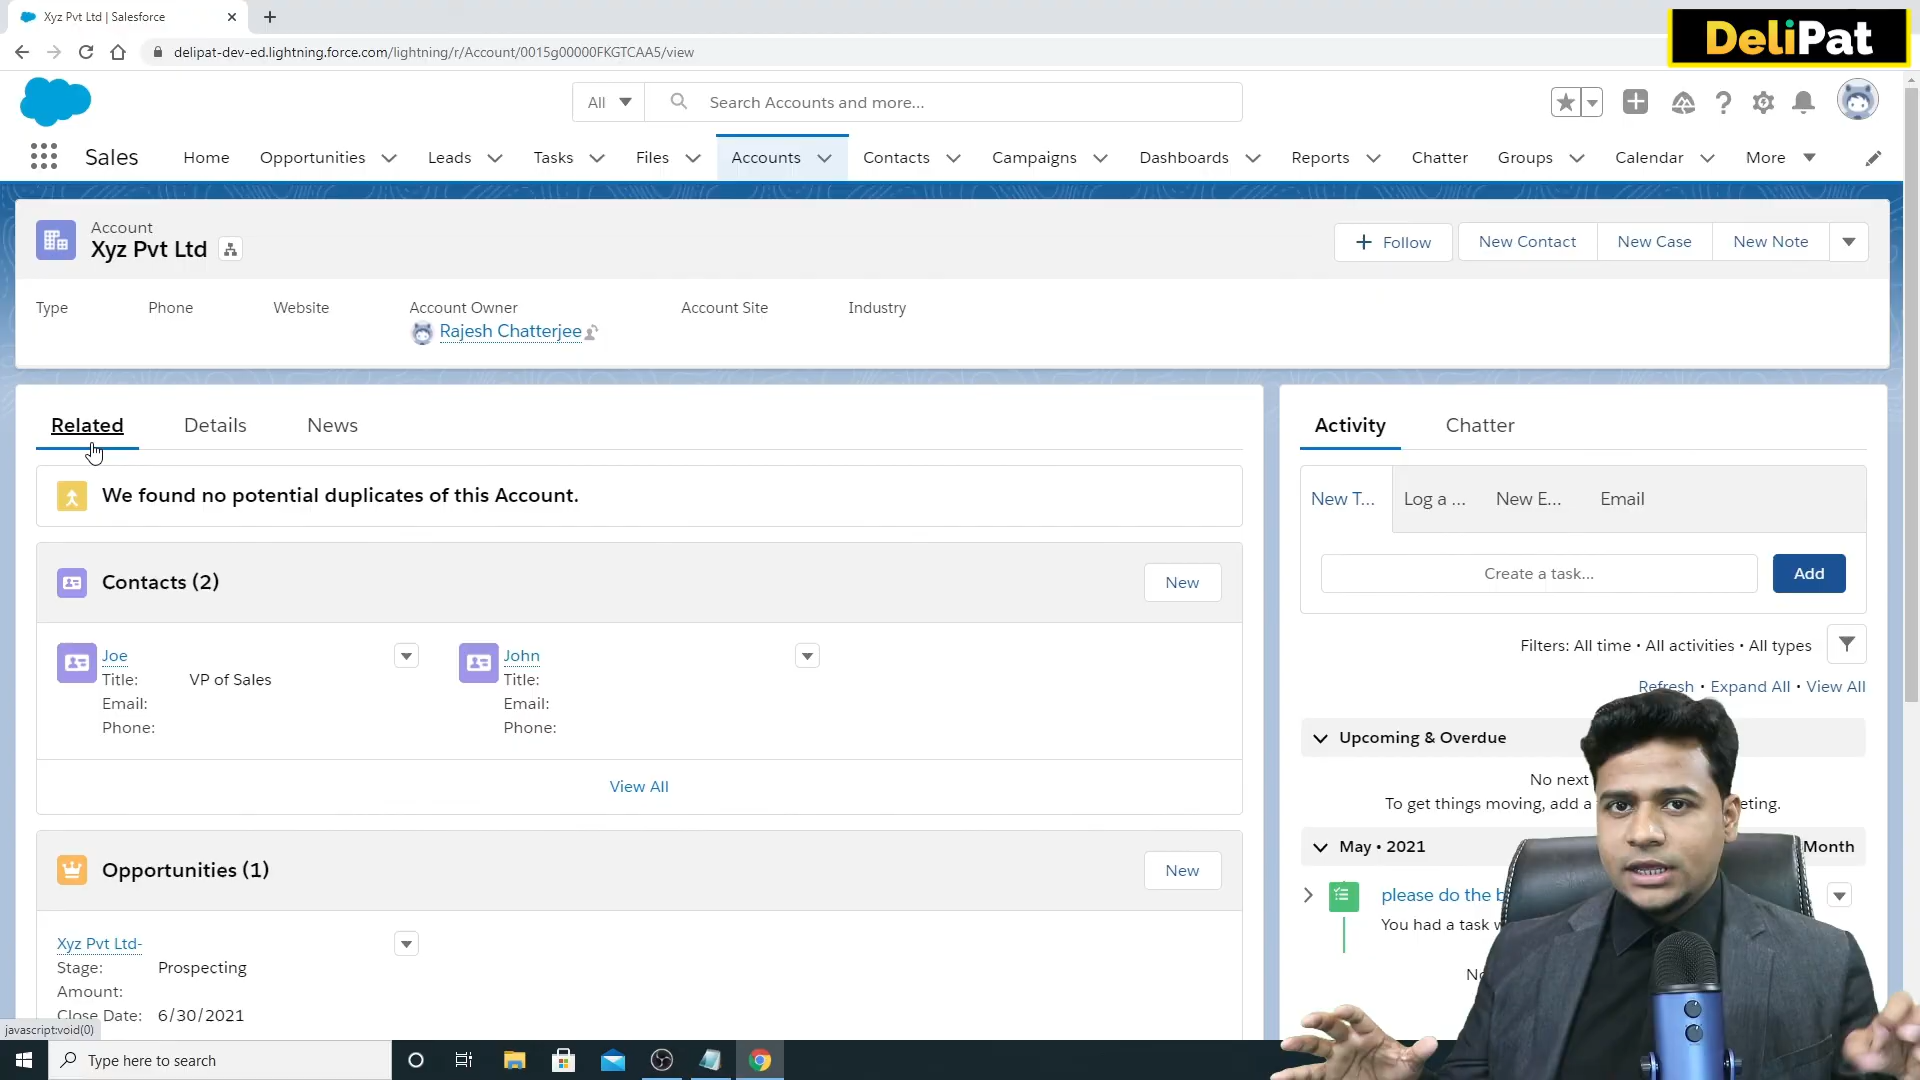 Xyz Pvt Ltd | Salesforce
DeliPat
delipat-dev-ed.lightning.force.com/lightning/r/Account/0015g00000FKGTCAA5/view
All
Search Accounts and more...
Sales Home Opportunities Leads Tasks Files Accounts Contacts Campaigns Dashboards Reports Chatter Groups Calendar More
Account
Xyz Pvt Ltd
Follow New Contact New Case New Note
Type Phone Website Account Owner Account Site Industry
Rajesh Chatterjee
Related Details News
We found no potential duplicates of this Account.
Contacts (2)
New
Joe
Title: VP of Sales
Email:
Phone:
John
Title:
Email:
Phone:
View All
Opportunities (1)
New
Xyz Pvt Ltd-
Stage: Prospecting
Amount:
Close Date: 6/30/2021
Activity Chatter
New T... Log a ... New E... Email
Create a task...
Add
Filters: All time • All activities • All types
Refresh • Expand All • View All
Upcoming & Overdue
No next
To get things moving, add a
eting.
May • 2021
Month
please do the
You had a task
javascript:void(0)
Type here to search